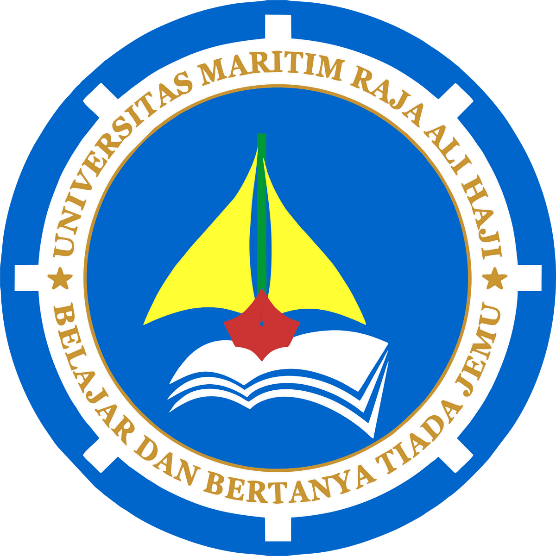 UNIVERSITAS MARITIM RAJA ALI HAJI
BELAJAR DAN BERTANYA TIADA JEMU